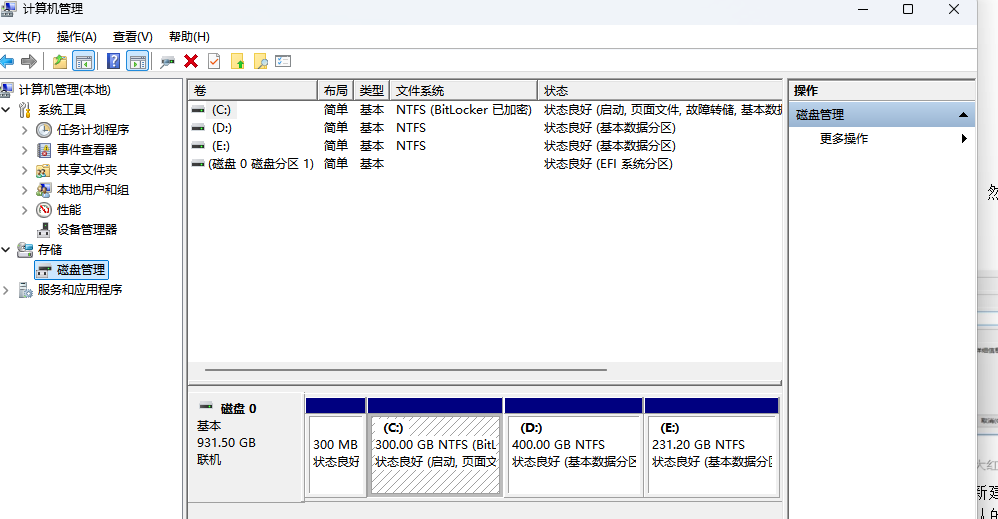 计算机管理
文件(F) 操作(A) 查看(V) 帮助(H)
计算机管理(本地)
系统工具
任务计划程序
事件查看器
共享文件夹
本地用户和组
性能
设备管理器
存储
磁盘管理
服务和应用程序
卷 布局 类型 文件系统 状态
(C:) 简单 基本 NTFS (BitLocker 已加密) 状态良好 (启动, 页面文件, 故障转储, 基本数据
(D:) 简单 基本 NTFS 状态良好 (基本数据分区)
(E:) 简单 基本 NTFS 状态良好 (基本数据分区)
(磁盘 0 磁盘分区 1) 简单 基本 状态良好 (EFI 系统分区)
磁盘 0
基本
931.50 GB
联机
300 MB
状态良好
(C:)
300.00 GB NTFS (BitL
状态良好 (启动, 页面文
(D:)
400.00 GB NTFS
状态良好 (基本数据分区
(E:)
231.20 GB NTFS
状态良好 (基本数据分区
操作
磁盘管理
更多操作
然
大红
新建
人的